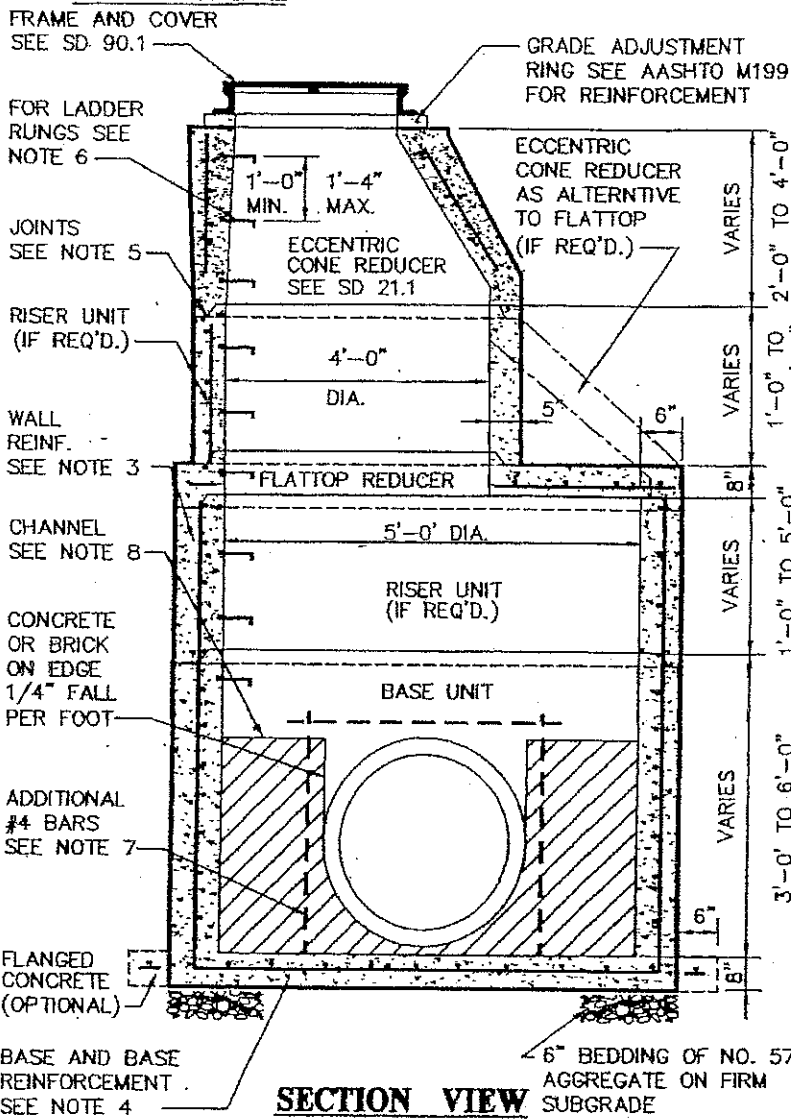 FRAME AND COVER
SEE SD 90.1
GRADE ADJUSTMENT
RING SEE AASHTO M199
FOR REINFORCEMENT
FOR LADDER
RUNGS SEE
NOTE 6
1'-0" 1'-4"
MIN. MAX.
ECCENTRIC
CONE REDUCER
AS ALTERNTIVE
TO FLATTOP
(IF REQ'D.)
VARIES
2'-0" TO 4'-0"
JOINTS
SEE NOTE 5
ECCENTRIC
CONE REDUCER
SEE SD 21.1
RISER UNIT
(IF REQ'D.)
4'-0"
DIA.
5"
6"
VARIES
1'-0" TO
WALL
REINF.
SEE NOTE 3
FLATTOP REDUCER
8"
CHANNEL
SEE NOTE 8
5'-0' DIA.
RISER UNIT
(IF REQ'D.)
VARIES
1'-0" TO 5'-0"
CONCRETE
OR BRICK
ON EDGE
1/4" FALL
PER FOOT
BASE UNIT
ADDITIONAL
#4 BARS
SEE NOTE 7
VARIES
3'-0' TO 6'-0"
6"
FLANGED
CONCRETE
(OPTIONAL)
8"
BASE AND BASE
REINFORCEMENT
SEE NOTE 4
6" BEDDING OF NO. 57
AGGREGATE ON FIRM
SUBGRADE
SECTION VIEW